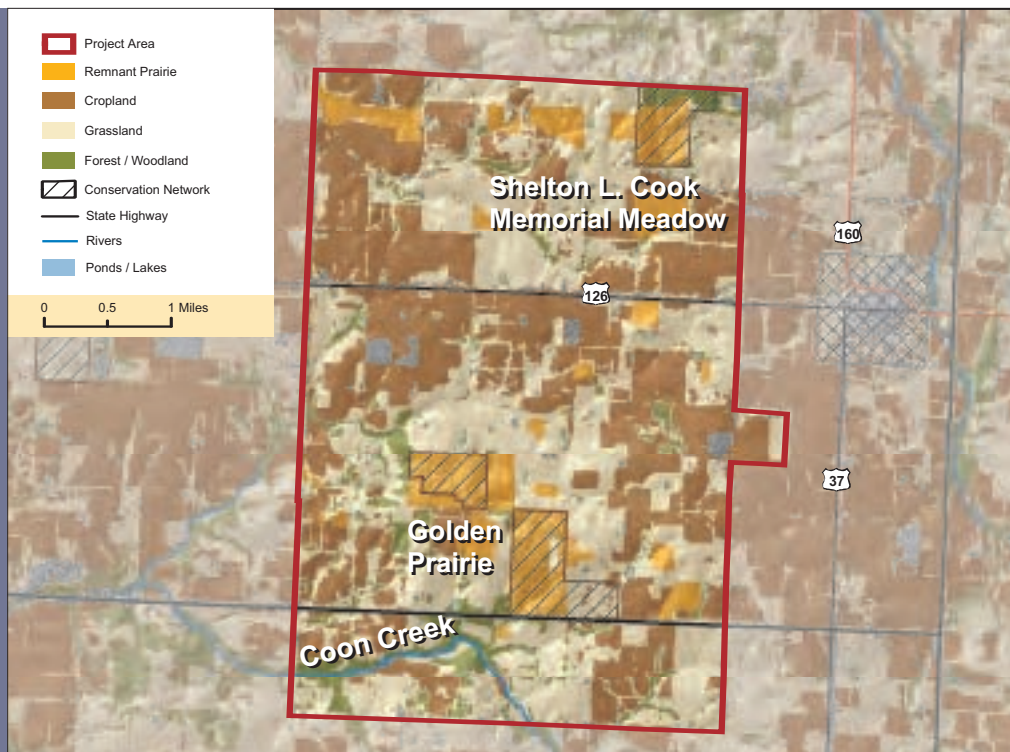 Project Area
Remnant Prairie
Cropland
Grassland
Forest / Woodland
Conservation Network
State Highway
Rivers
Ponds / Lakes
0 0.5 1 Miles
Shelton L. Cook
Memorial Meadow
160
126
37
Golden
Prairie
Coon Creek